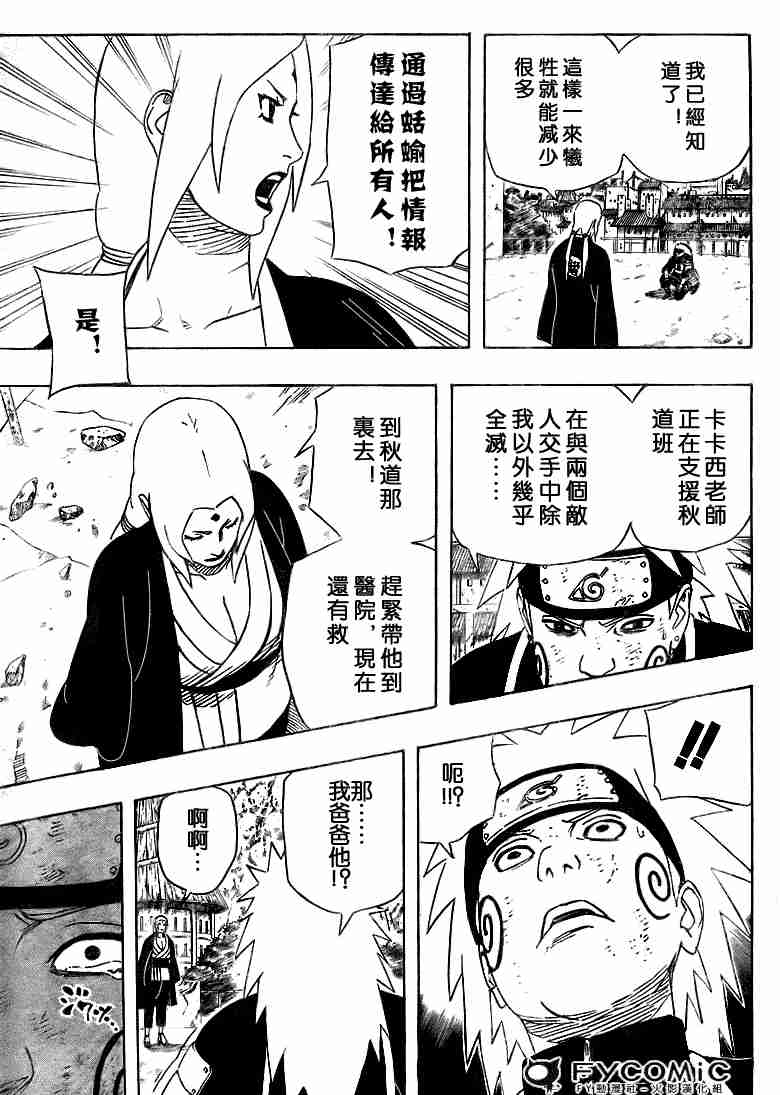 我已經知
道了!
這樣一來犧
牲就能減少
很多
通過蛞蝓把情報
傳達給所有人!
是!
卡卡西老師
正在支援秋
道班
在與兩個敵
人交手中除
我以外幾乎
全滅……
到秋道那
裏去!
趕緊帶他到
醫院,現在
還有救
!!
呃!!?
那……
我爸爸他!?
啊啊…
ジワ…
FYCOMIC
FY動漫社-火影漢化組